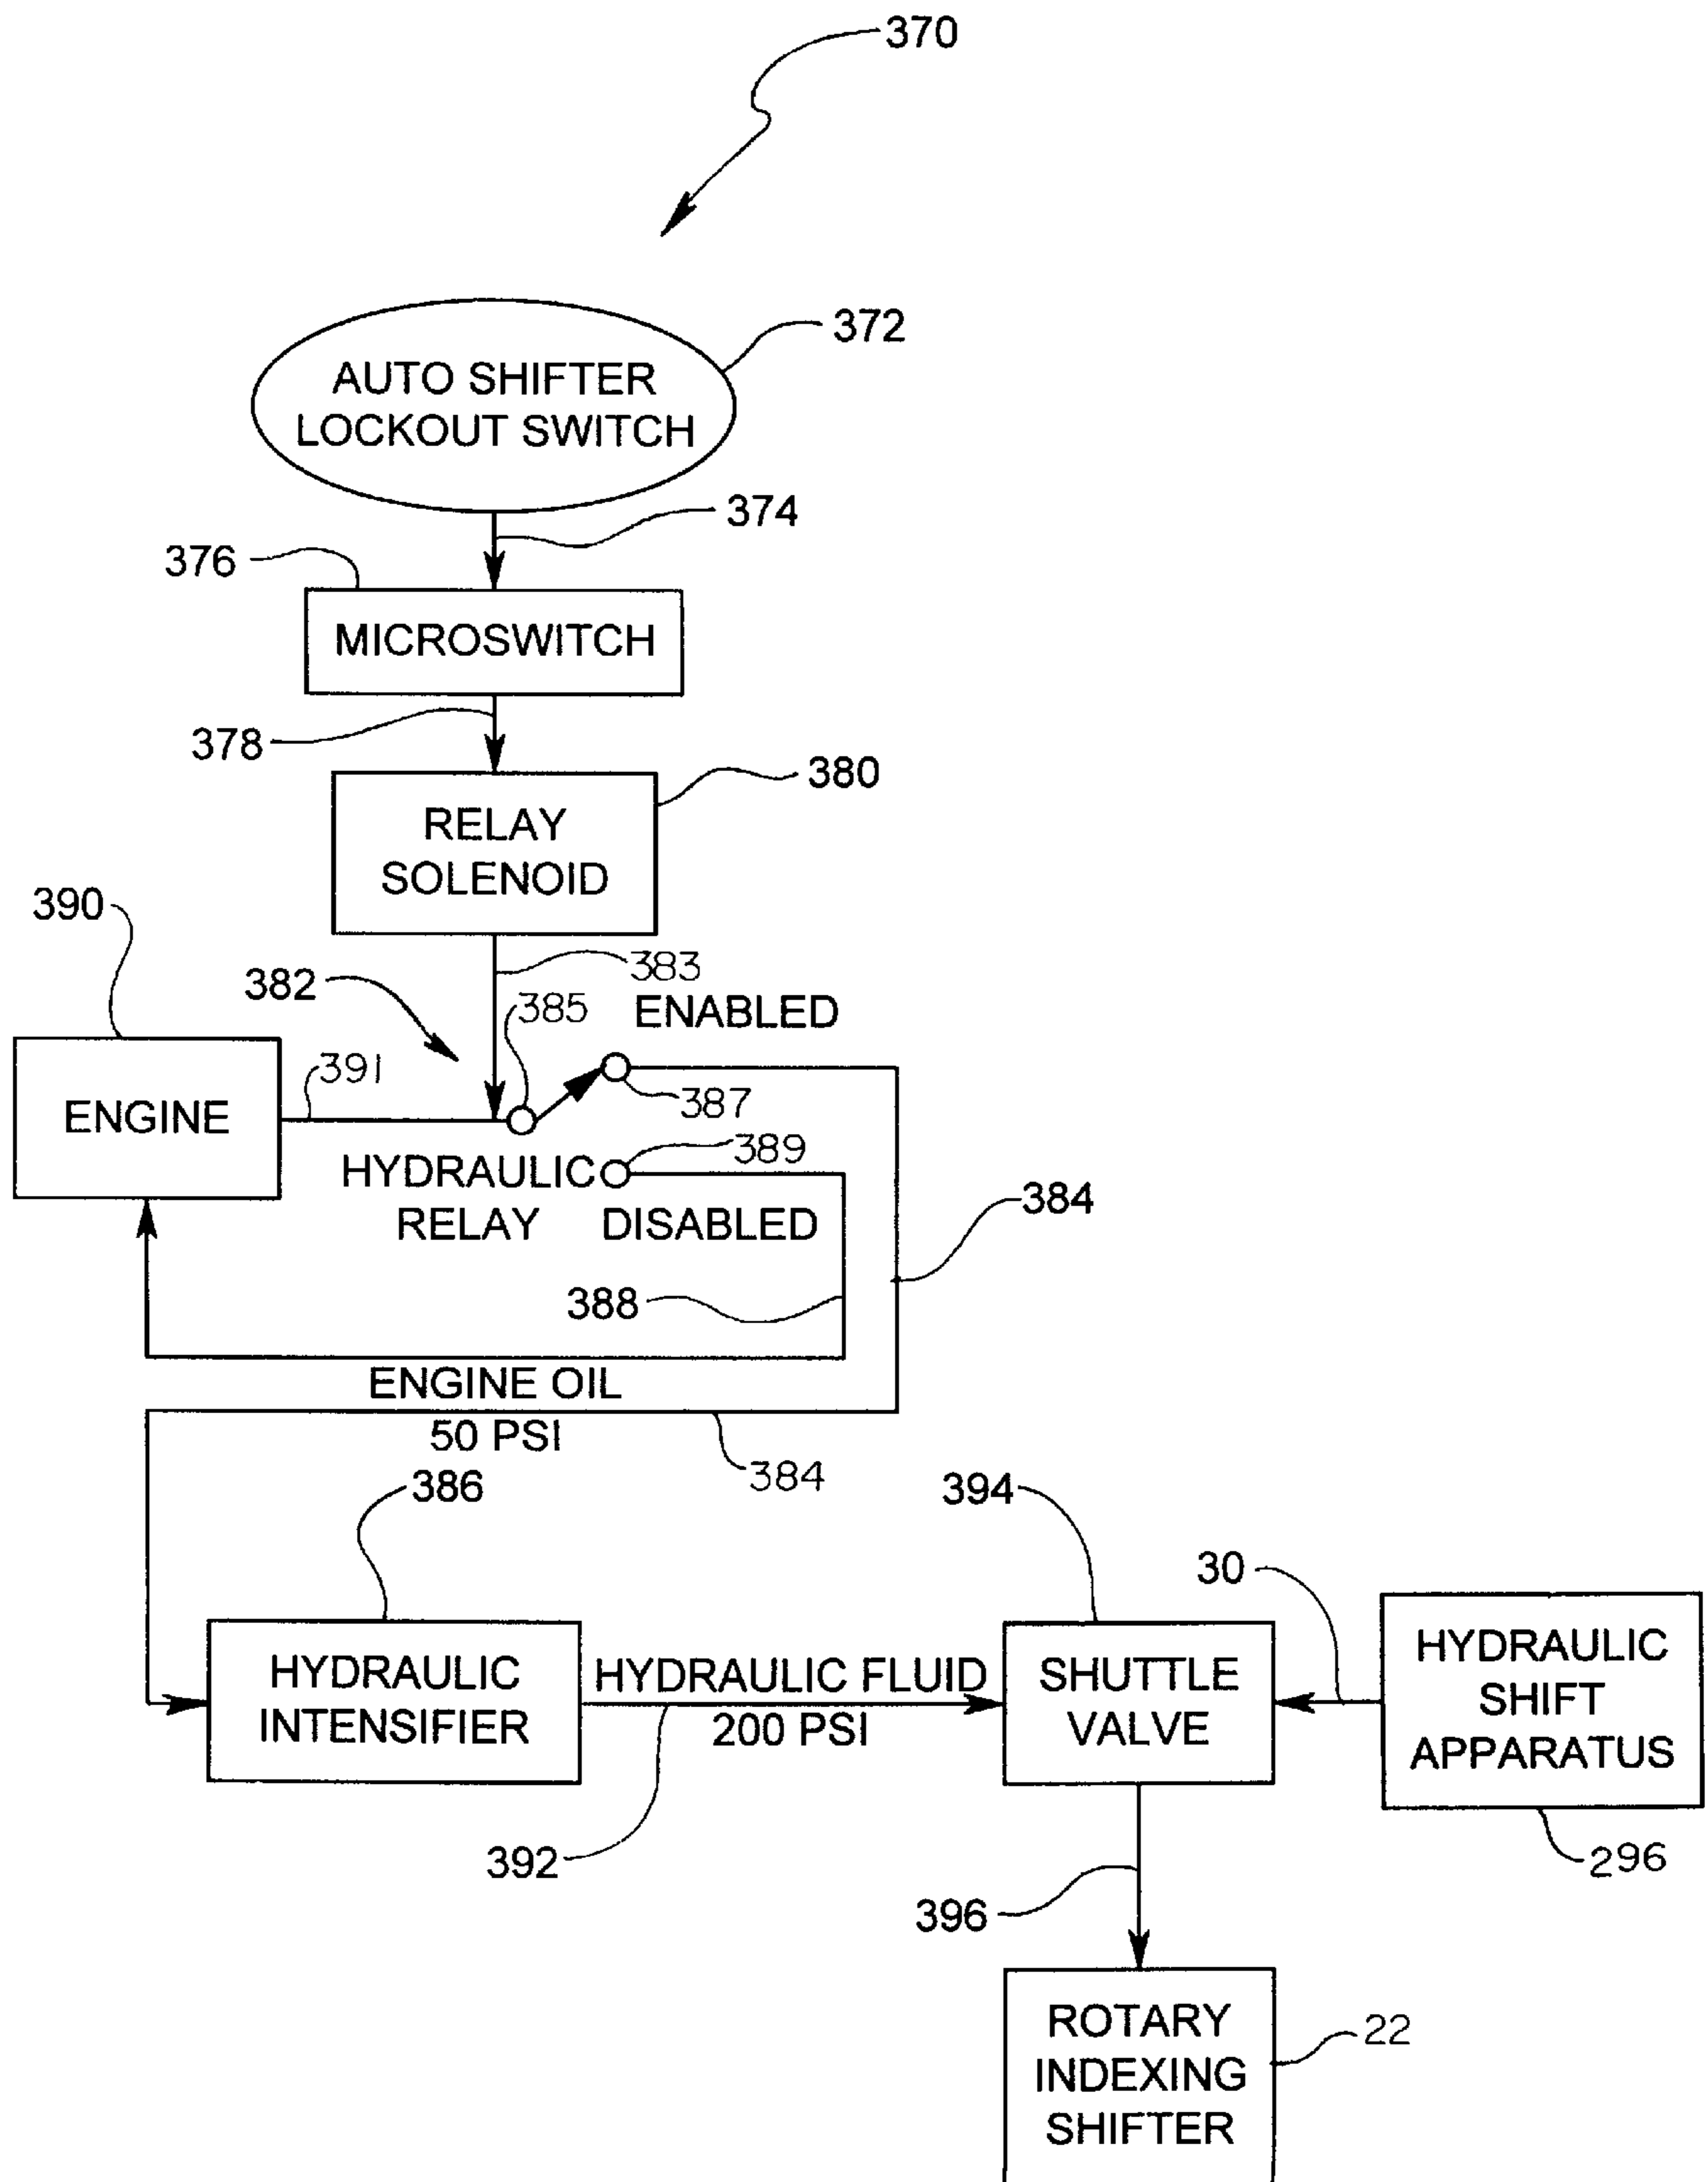 370
372
AUTO SHIFTER
LOCKOUT SWITCH
374
376
MICROSWITCH
378
380
RELAY
SOLENOID
390
383
382
385
ENABLED
391
ENGINE
387
HYDRAULIC
RELAY
389
DISABLED
384
388
ENGINE OIL
50 PSI
384
386
394
30
HYDRAULIC
INTENSIFIER
HYDRAULIC FLUID
200 PSI
SHUTTLE
VALVE
HYDRAULIC
SHIFT
APPARATUS
392
296
396
ROTARY
INDEXING
SHIFTER
22